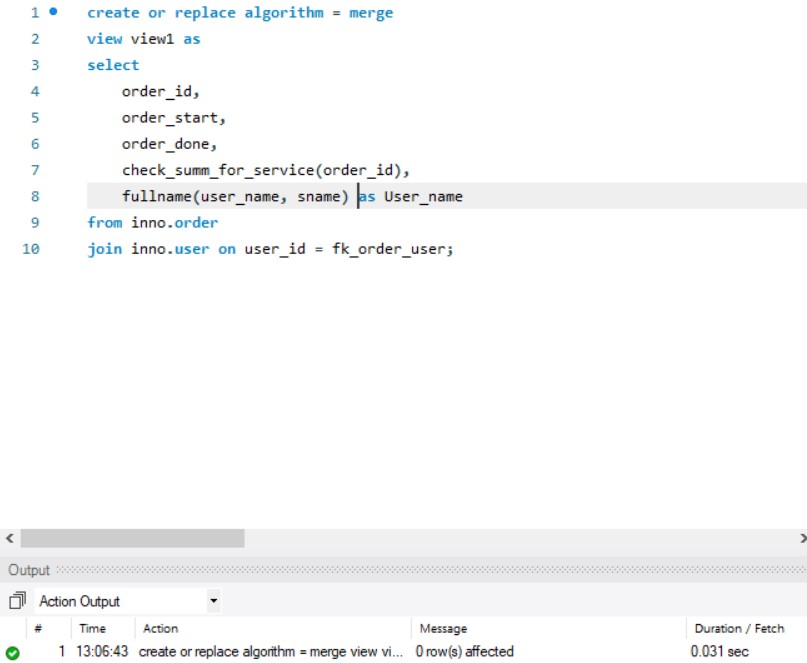 1 create or replace algorithm = merge
2 view view1 as
3 select
4 order_id,
5 order_start,
6 order_done,
7 check_summ_for_service(order_id),
8 fullname(user_name, sname) as User_name
9 from inno.order
10 join inno.user on user_id = fk_order_user;
Output
Action Output
# Time Action Message Duration / Fetch
1 13:06:43 create or replace algorithm = merge view vi... 0 row(s) affected 0.031 sec